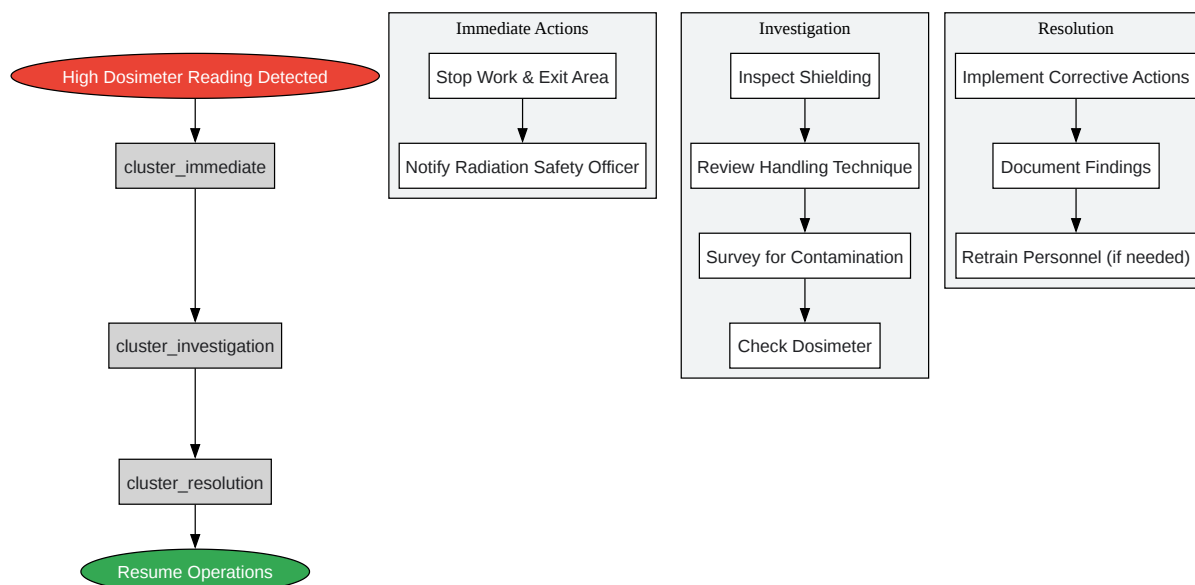 High Dosimeter Reading Detected
cluster_immediate
cluster_investigation
cluster_resolution
Resume Operations
Immediate Actions
Stop Work & Exit Area
Notify Radiation Safety Officer
Investigation
Inspect Shielding
Review Handling Technique
Survey for Contamination
Check Dosimeter
Resolution
Implement Corrective Actions
Document Findings
Retrain Personnel (if needed)